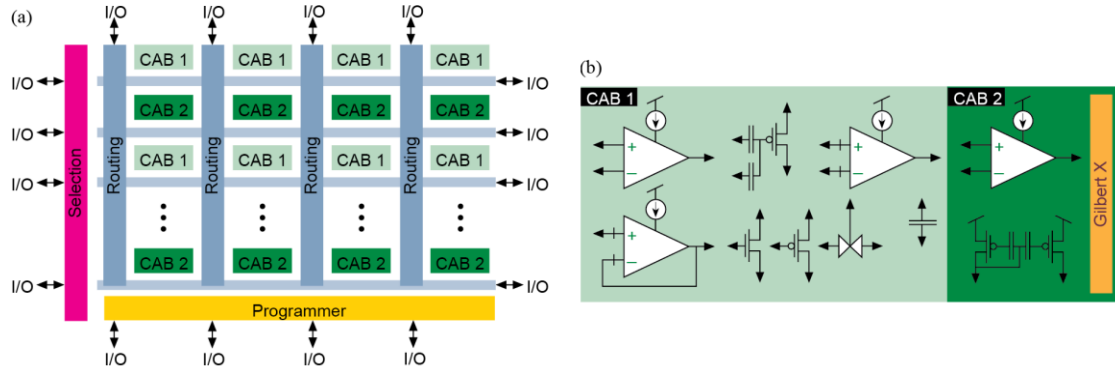 (a)
I/O I/O I/O I/O
CAB 1 CAB 1 CAB 1 CAB 1
I/O I/O
CAB 2 CAB 2 CAB 2 CAB 2
I/O I/O
Selection
Routing Routing Routing Routing
CAB 1 CAB 1 CAB 1 CAB 1
I/O I/O
CAB 2 CAB 2 CAB 2 CAB 2
I/O I/O
Programmer
I/O I/O I/O I/O
(b)
CAB 1 CAB 2
+ + +
− − −
Gilbert X
+
−